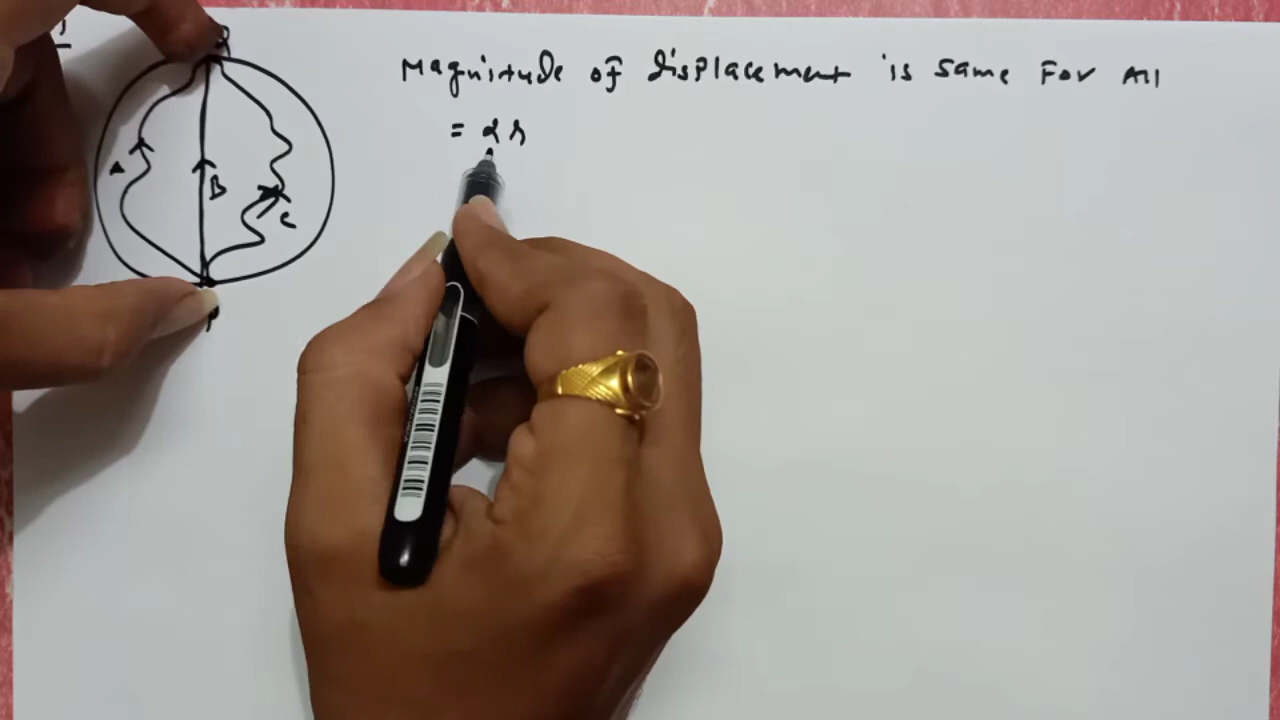 Magnitude of displacement is same For All
= 2r
A
B
C
P